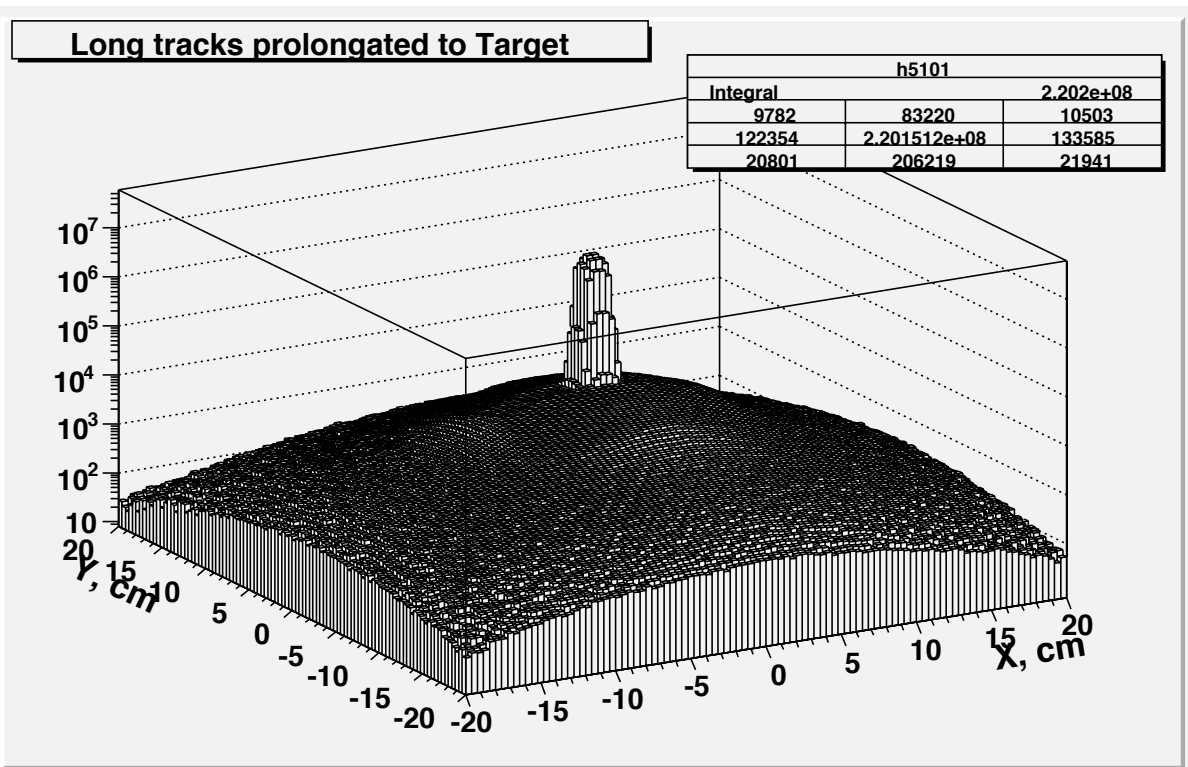 Long tracks prolongated to Target
h5101
Integral 2.202e+08
9782 83220 10503
122354 2.201512e+08 133585
20801 206219 21941
10^7
10^6
10^5
10^4
10^3
10^2
10
20 15 10 5 0 -5 -10 -15 -20
Y, cm
-20 -15 -10 -5 0 5 10 15 20
X, cm